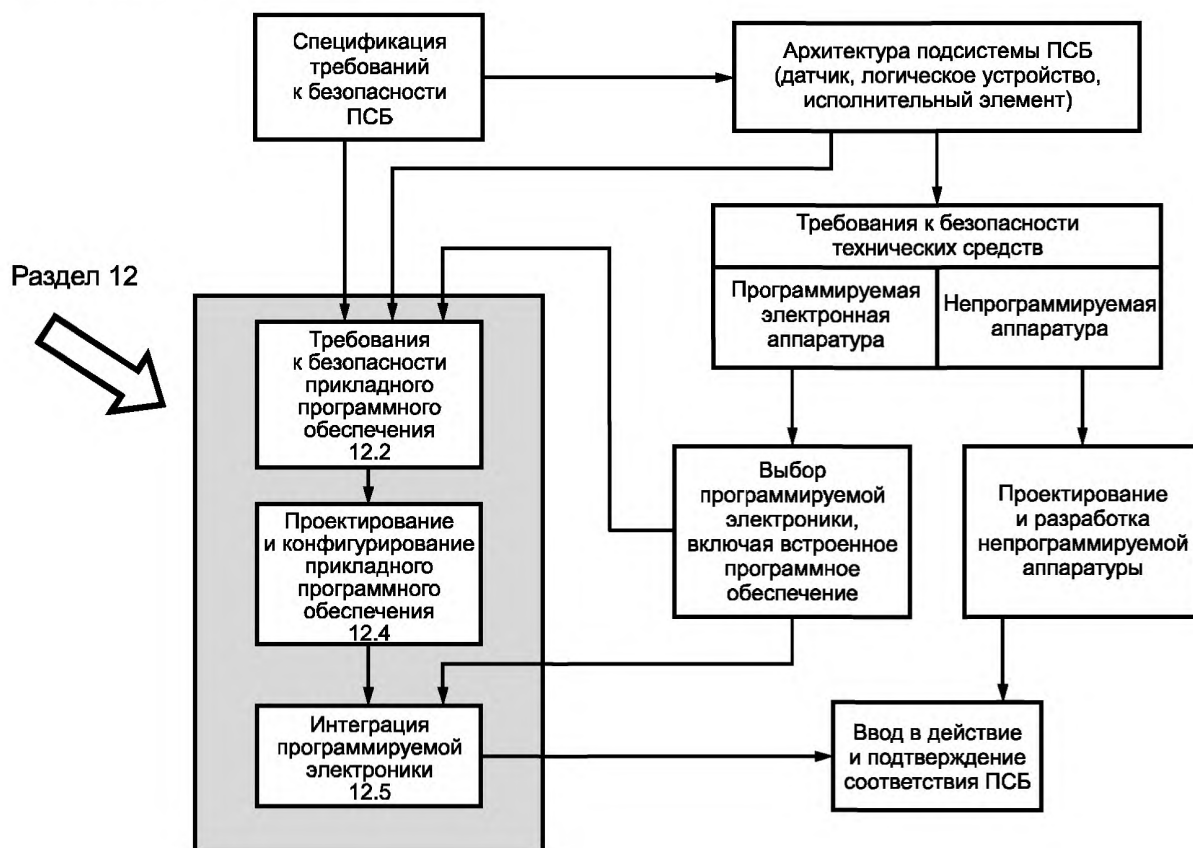 Спецификация
требований
к безопасности
ПСБ
Архитектура подсистемы ПСБ
(датчик, логическое устройство,
исполнительный элемент)
Требования к безопасности
технических средств
Программируемая
электронная
аппаратура
Непрограммируемая
аппаратура
Раздел 12
Требования
к безопасности
прикладного
программного
обеспечения
12.2
Выбор
программируемой
электроники,
включая встроенное
программное
обеспечение
Проектирование
и разработка
непрограммируемой
аппаратуры
Проектирование
и конфигурирование
прикладного
программного
обеспечения
12.4
Интеграция
программируемой
электроники
12.5
Ввод в действие
и подтверждение
соответствия ПСБ